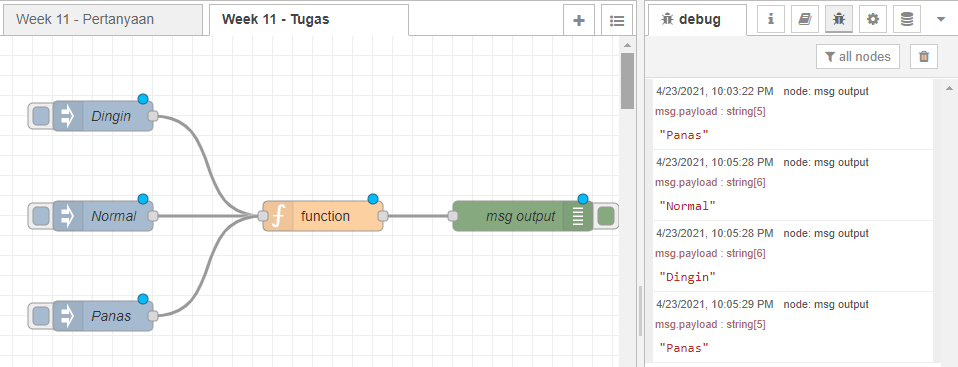 Week 11 - Pertanyaan
Week 11 - Tugas
debug
all nodes
Dingin
Normal
Panas
function
msg output
4/23/2021, 10:03:22 PM node: msg output
msg.payload : string[5]
"Panas"
4/23/2021, 10:05:28 PM node: msg output
msg.payload : string[6]
"Normal"
4/23/2021, 10:05:28 PM node: msg output
msg.payload : string[6]
"Dingin"
4/23/2021, 10:05:29 PM node: msg output
msg.payload : string[5]
"Panas"